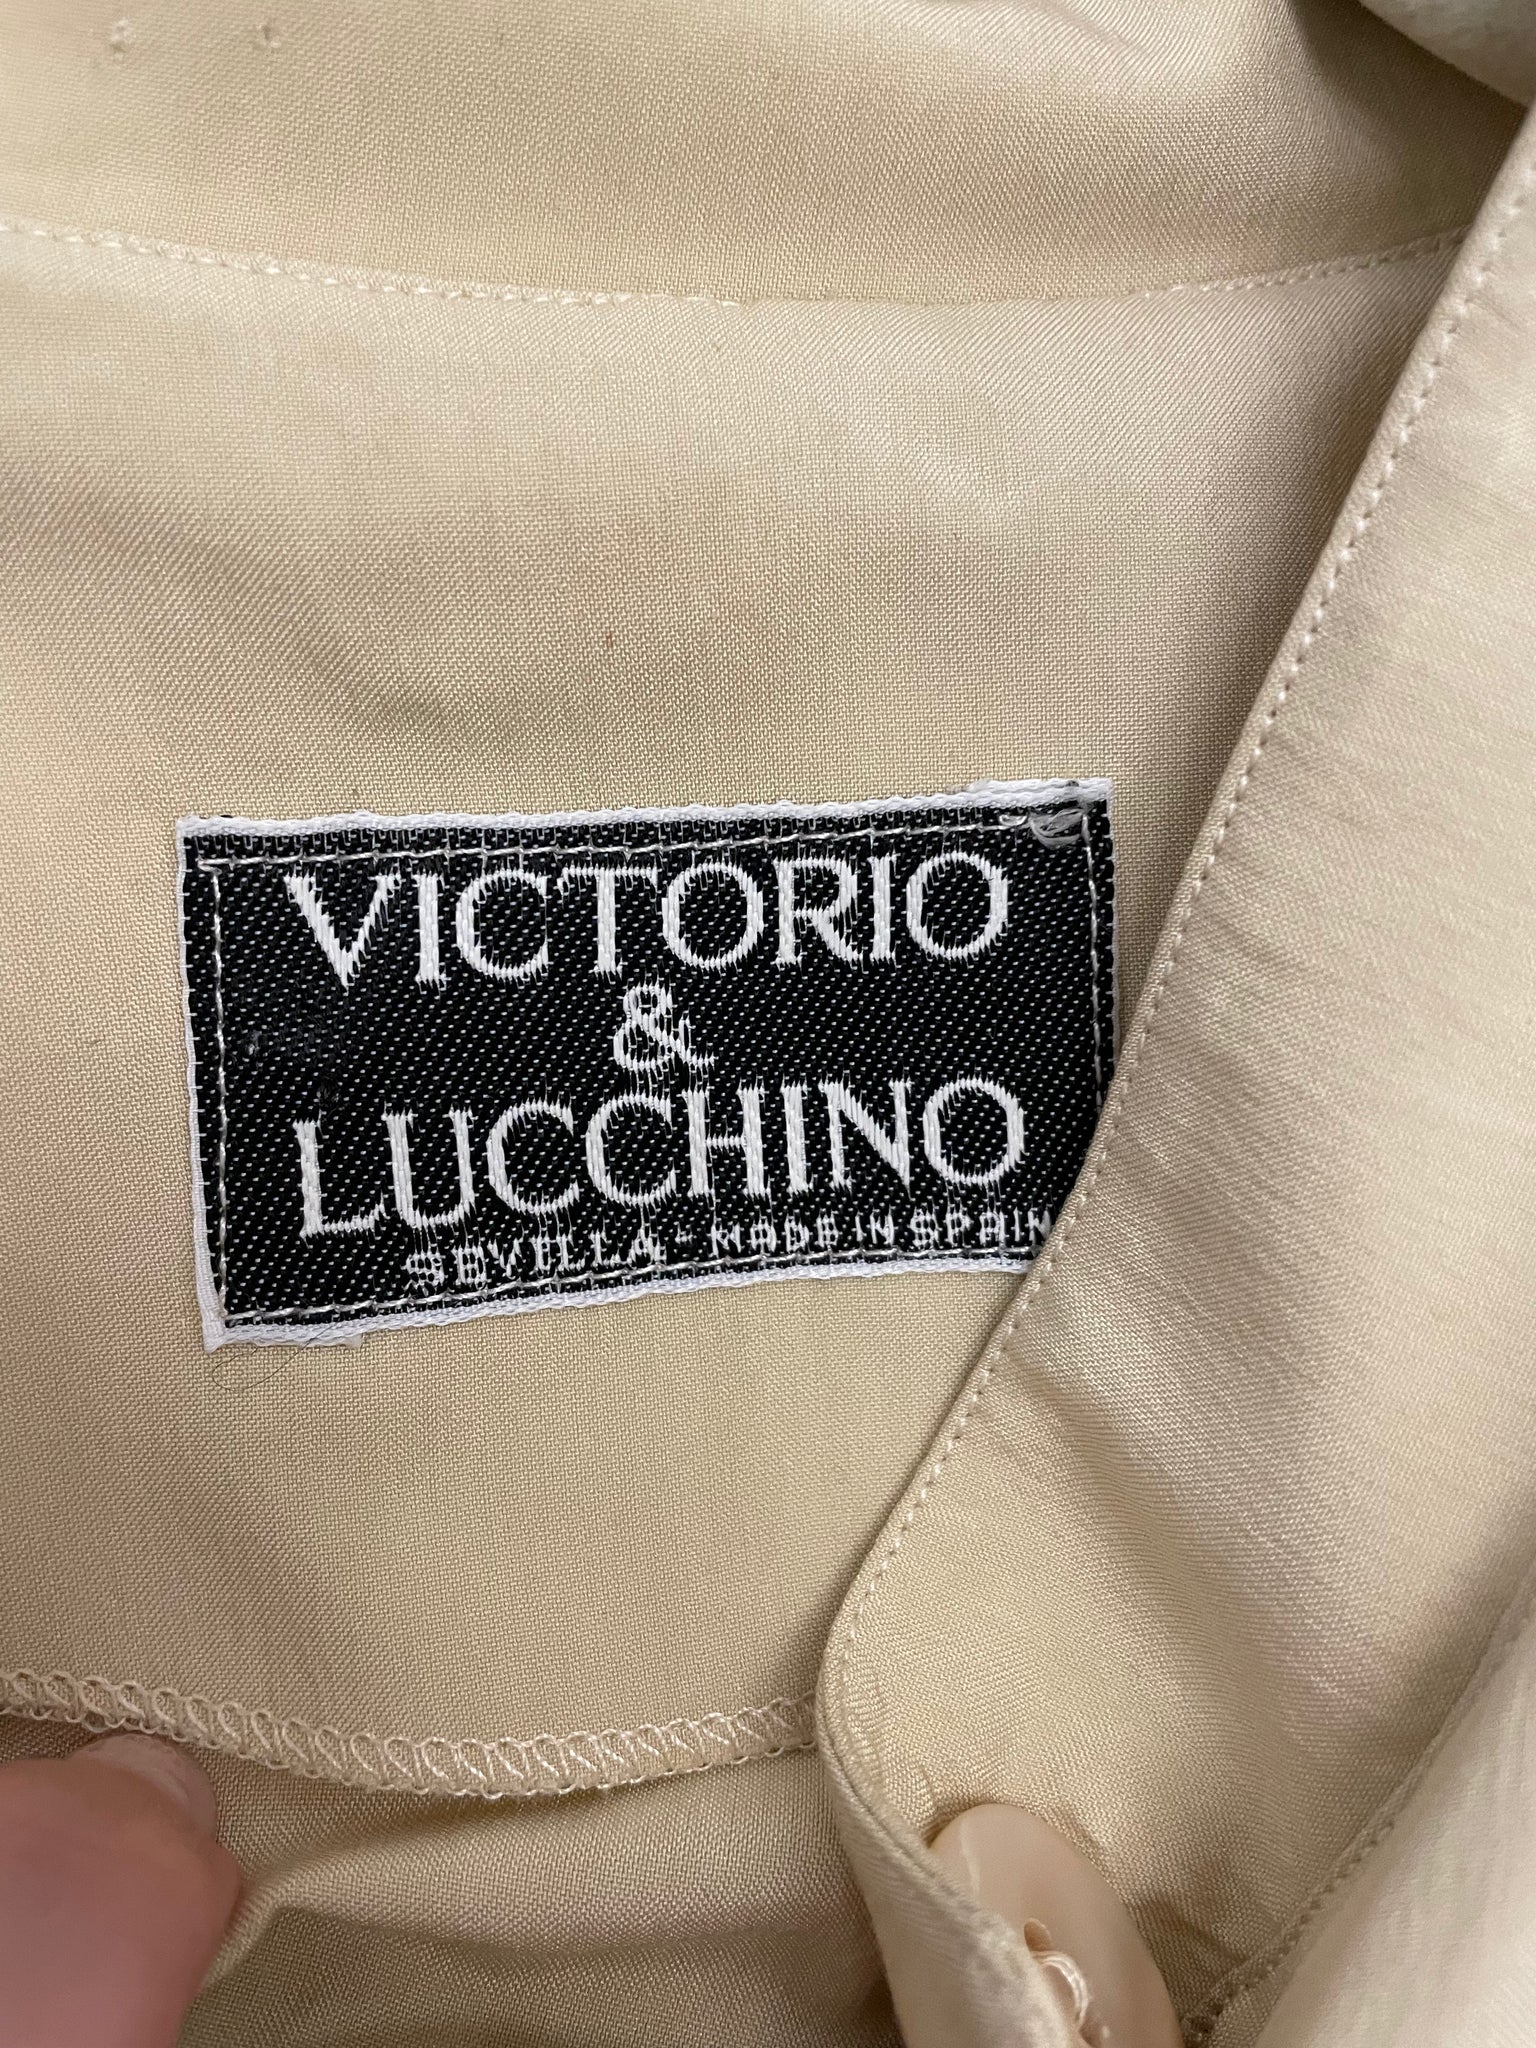 VICTORIO
&
LUCCHINO
SEVILLA - MADE IN SPAIN